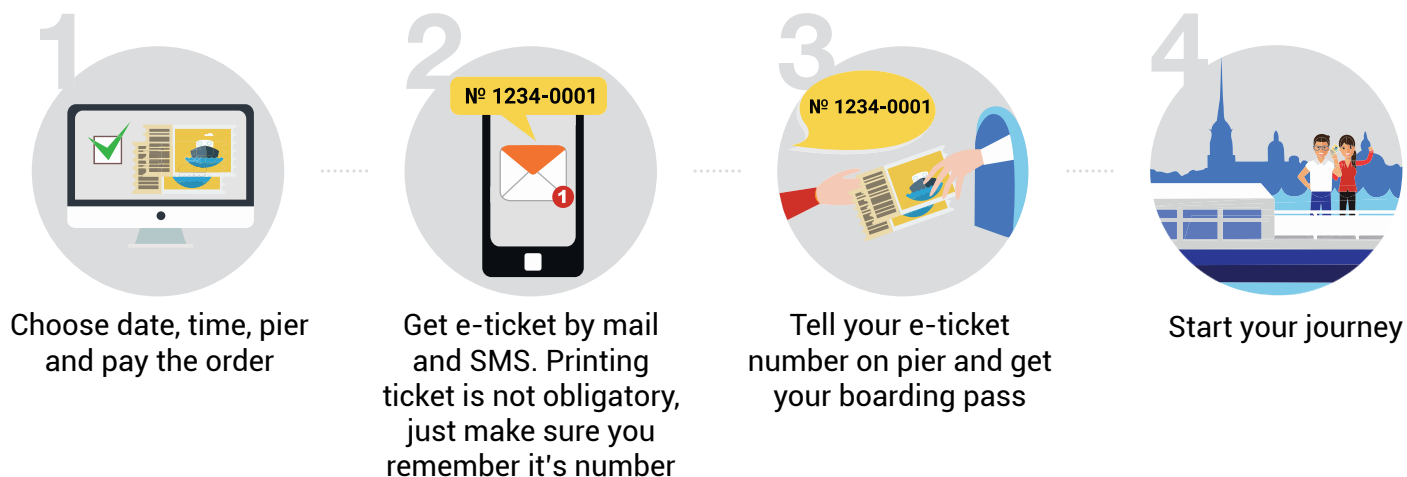 1
Choose date, time, pier
and pay the order
2
№ 1234-0001
1
Get e-ticket by mail
and SMS. Printing
ticket is not obligatory,
just make sure you
remember it's number
3
№ 1234-0001
Tell your e-ticket
number on pier and get
your boarding pass
4
Start your journey